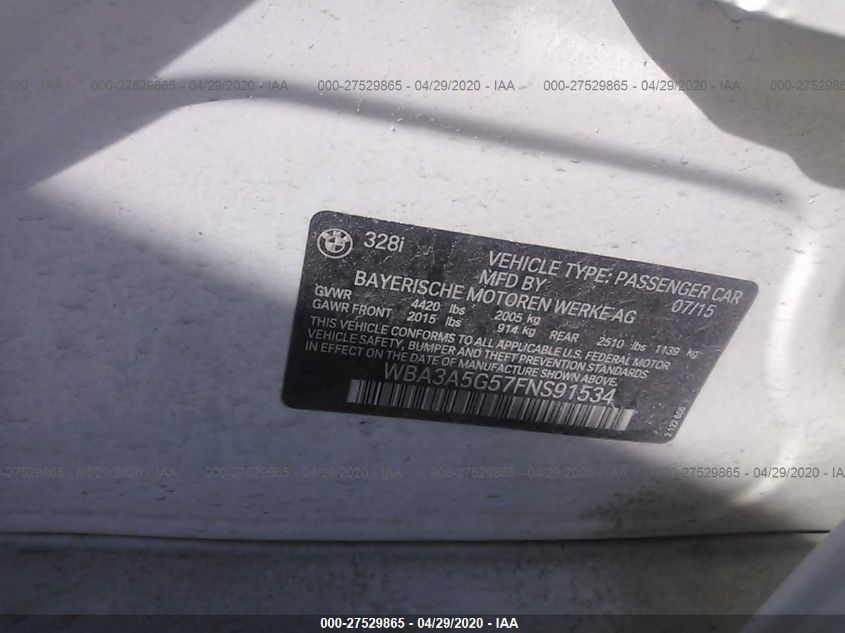 000-27529865 - 04/29/2020 - IAA 000-27529865 - 04/29/2020 - IAA 000-27529865 - 04/29/2020 - IAA
328i
VEHICLE TYPE: PASSENGER CAR
MFD BY 07/15
BAYERISCHE MOTOREN WERKE AG
GVWR 4420 lbs 2005 kg
GAWR FRONT 2015 lbs 914 kg REAR 2510 lbs 1139 kg
THIS VEHICLE CONFORMS TO ALL APPLICABLE U.S. FEDERAL MOTOR
VEHICLE SAFETY, BUMPER AND THEFT PREVENTION STANDARDS
IN EFFECT ON THE DATE OF MANUFACTURE SHOWN ABOVE.
WBA3A5G57FNS91534
000-27529865 - 04/29/2020 - IAA 000-27529865 - 04/29/2020 - IAA 000-27529865 - 04/29/2020 - IAA
000-27529865 - 04/29/2020 - IAA